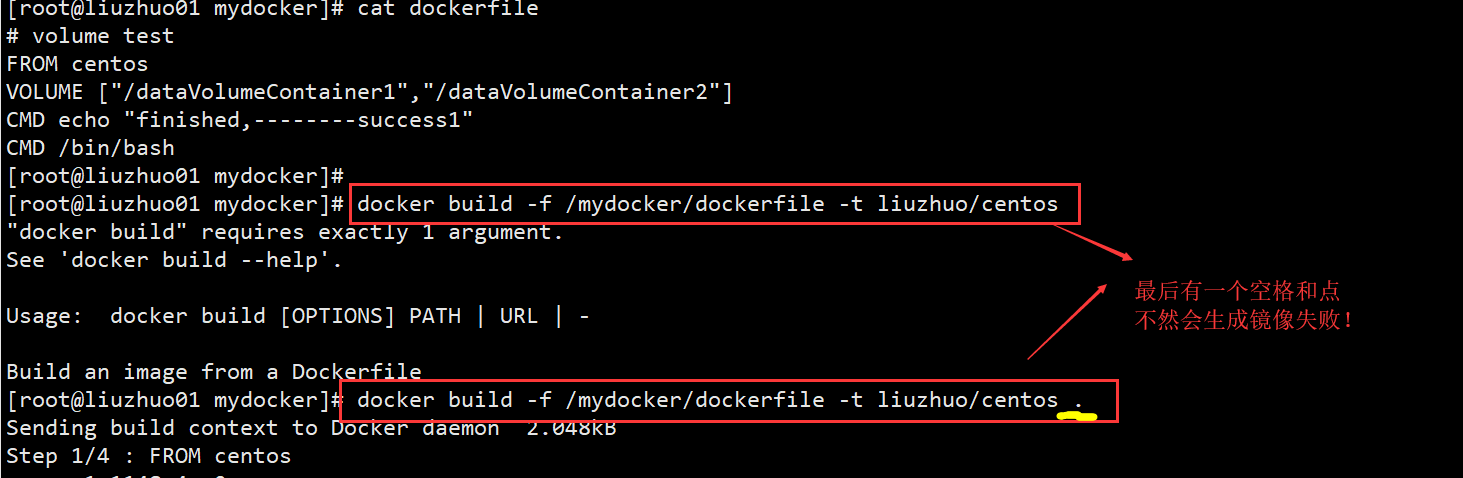 [root@liuzhuo01 mydocker]# cat dockerfile
# volume test
FROM centos
VOLUME ["/dataVolumeContainer1","/dataVolumeContainer2"]
CMD echo "finished,--------success1"
CMD /bin/bash
[root@liuzhuo01 mydocker]#
[root@liuzhuo01 mydocker]# docker build -f /mydocker/dockerfile -t liuzhuo/centos
"docker build" requires exactly 1 argument.
See 'docker build --help'.
最后有一个空格和点
不然会生成镜像失败！
Usage:  docker build [OPTIONS] PATH | URL | -
Build an image from a Dockerfile
[root@liuzhuo01 mydocker]# docker build -f /mydocker/dockerfile -t liuzhuo/centos .
Sending build context to Docker daemon  2.048kB
Step 1/4 : FROM centos